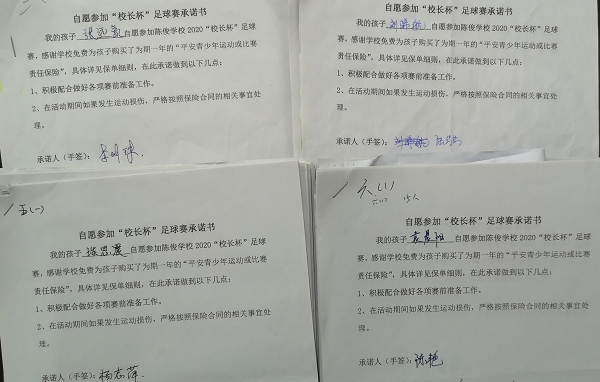 自愿参加“校长杯”足球赛承诺书
我的孩子 自愿参加陈俊学校2020“校长杯”足球
赛，感谢学校免费为孩子购买了为期一年的“平安青少年运动或比赛
责任保险”，具体详见保单细则，在此承诺做到以下几点：
1、积极配合做好各项赛前准备工作。
2、在活动期间如果发生运动损伤，严格按照保险合同的相关事宜处
理。
承诺人（手签）：
自愿参加“校长杯”足球赛承诺书
我的孩子 自愿参加陈俊学校2020“校长杯”足球
赛，感谢学校免费为孩子购买了为期一年的“平安青少年运动或比赛
责任保险”，具体详见保单细则，在此承诺做到以下几点：
1、积极配合做好各项赛前准备工作。
2、在活动期间如果发生运动损伤，严格按照保险合同的相关事宜处
理。
承诺人（手签）：
五(一)
自愿参加“校长杯”足球赛承诺书
我的孩子 张思晨 自愿参加陈俊学校2020“校长杯”足球
赛，感谢学校免费为孩子购买了为期一年的“平安青少年运动或比赛
责任保险”，具体详见保单细则，在此承诺做到以下几点：
1、积极配合做好各项赛前准备工作。
2、在活动期间如果发生运动损伤，严格按照保险合同的相关事宜处
理。
承诺人（手签）：杨志萍
六(1)
六(1) 15人
自愿参加“校长杯”足球赛承诺书
我的孩子 袁晨阳 自愿参加陈俊学校2020“校长杯”足球
赛，感谢学校免费为孩子购买了为期一年的“平安青少年运动或比赛
责任保险”，具体详见保单细则，在此承诺做到以下几点：
1、积极配合做好各项赛前准备工作。
2、在活动期间如果发生运动损伤，严格按照保险合同的相关事宜处
理。
承诺人（手签）：陈艳